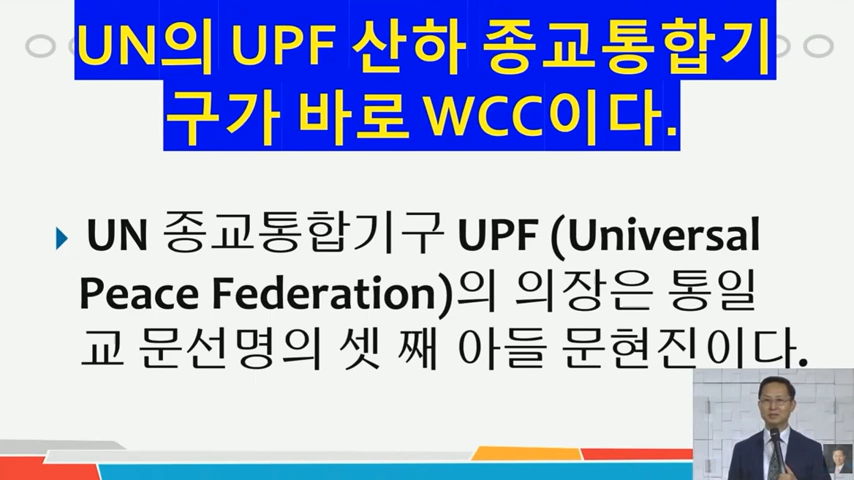 UN의 UPF 산하 종교통합기
구가 바로 WCC이다.
UN 종교통합기구 UPF (Universal
Peace Federation)의 의장은 통일
교 문선명의 셋 째 아들 문현진이다.